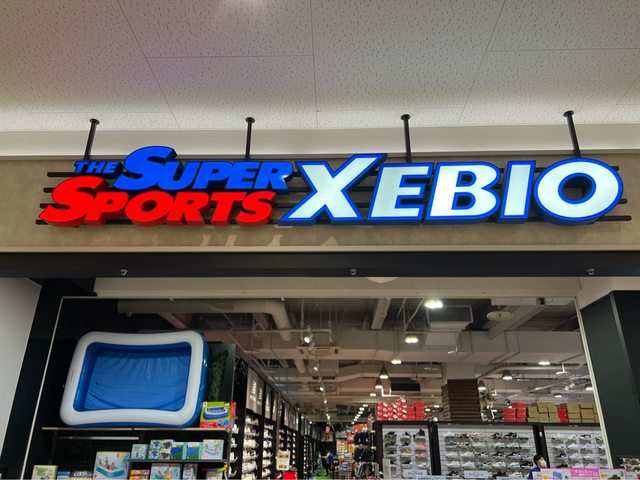 THE SUPER
SPORTS XEBIO